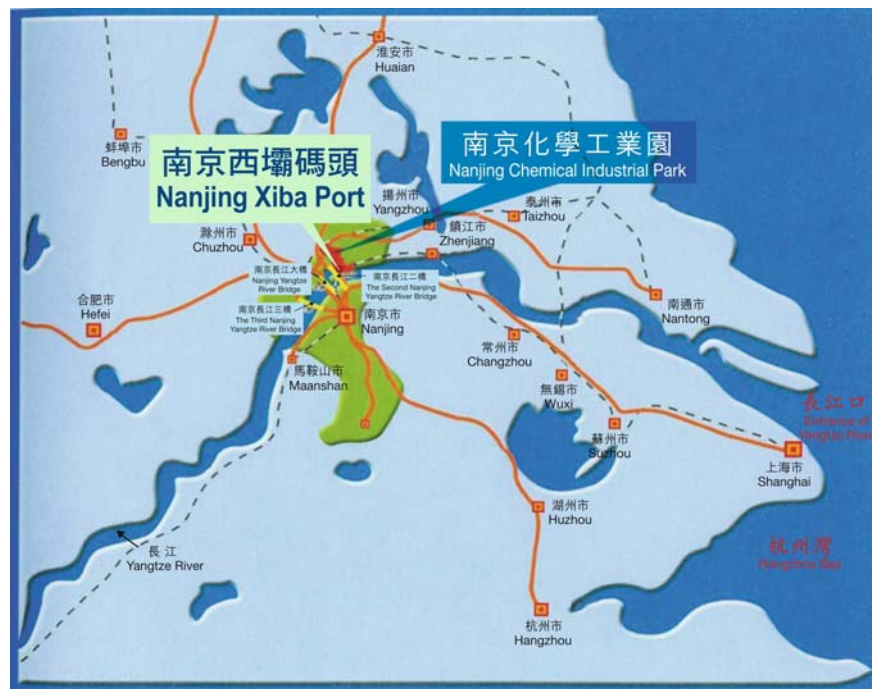 淮安市
Huaian
蚌埠市
Bengbu
南京西壩碼頭
Nanjing Xiba Port
南京化學工業園
Nanjing Chemical Industrial Park
揚州市
Yangzhou
泰州市
Taizhou
滁州市
Chuzhou
鎮江市
Zhenjiang
南京長江大橋
Nanjing Yangtze
River Bridge
南京長江二橋
The Second Nanjing
Yangtze River Bridge
合肥市
Hefei
南京長江三橋
The Third Nanjing
Yangtze River Bridge
南京市
Nanjing
南通市
Nantong
常州市
Changzhou
馬鞍山市
Maanshan
無錫市
Wuxi
長江口
Entrance of
Yangtze River
蘇州市
Suzhou
上海市
Shanghai
湖州市
Huzhou
長江
Yangtze River
杭州灣
Hangzhou Bay
杭州市
Hangzhou